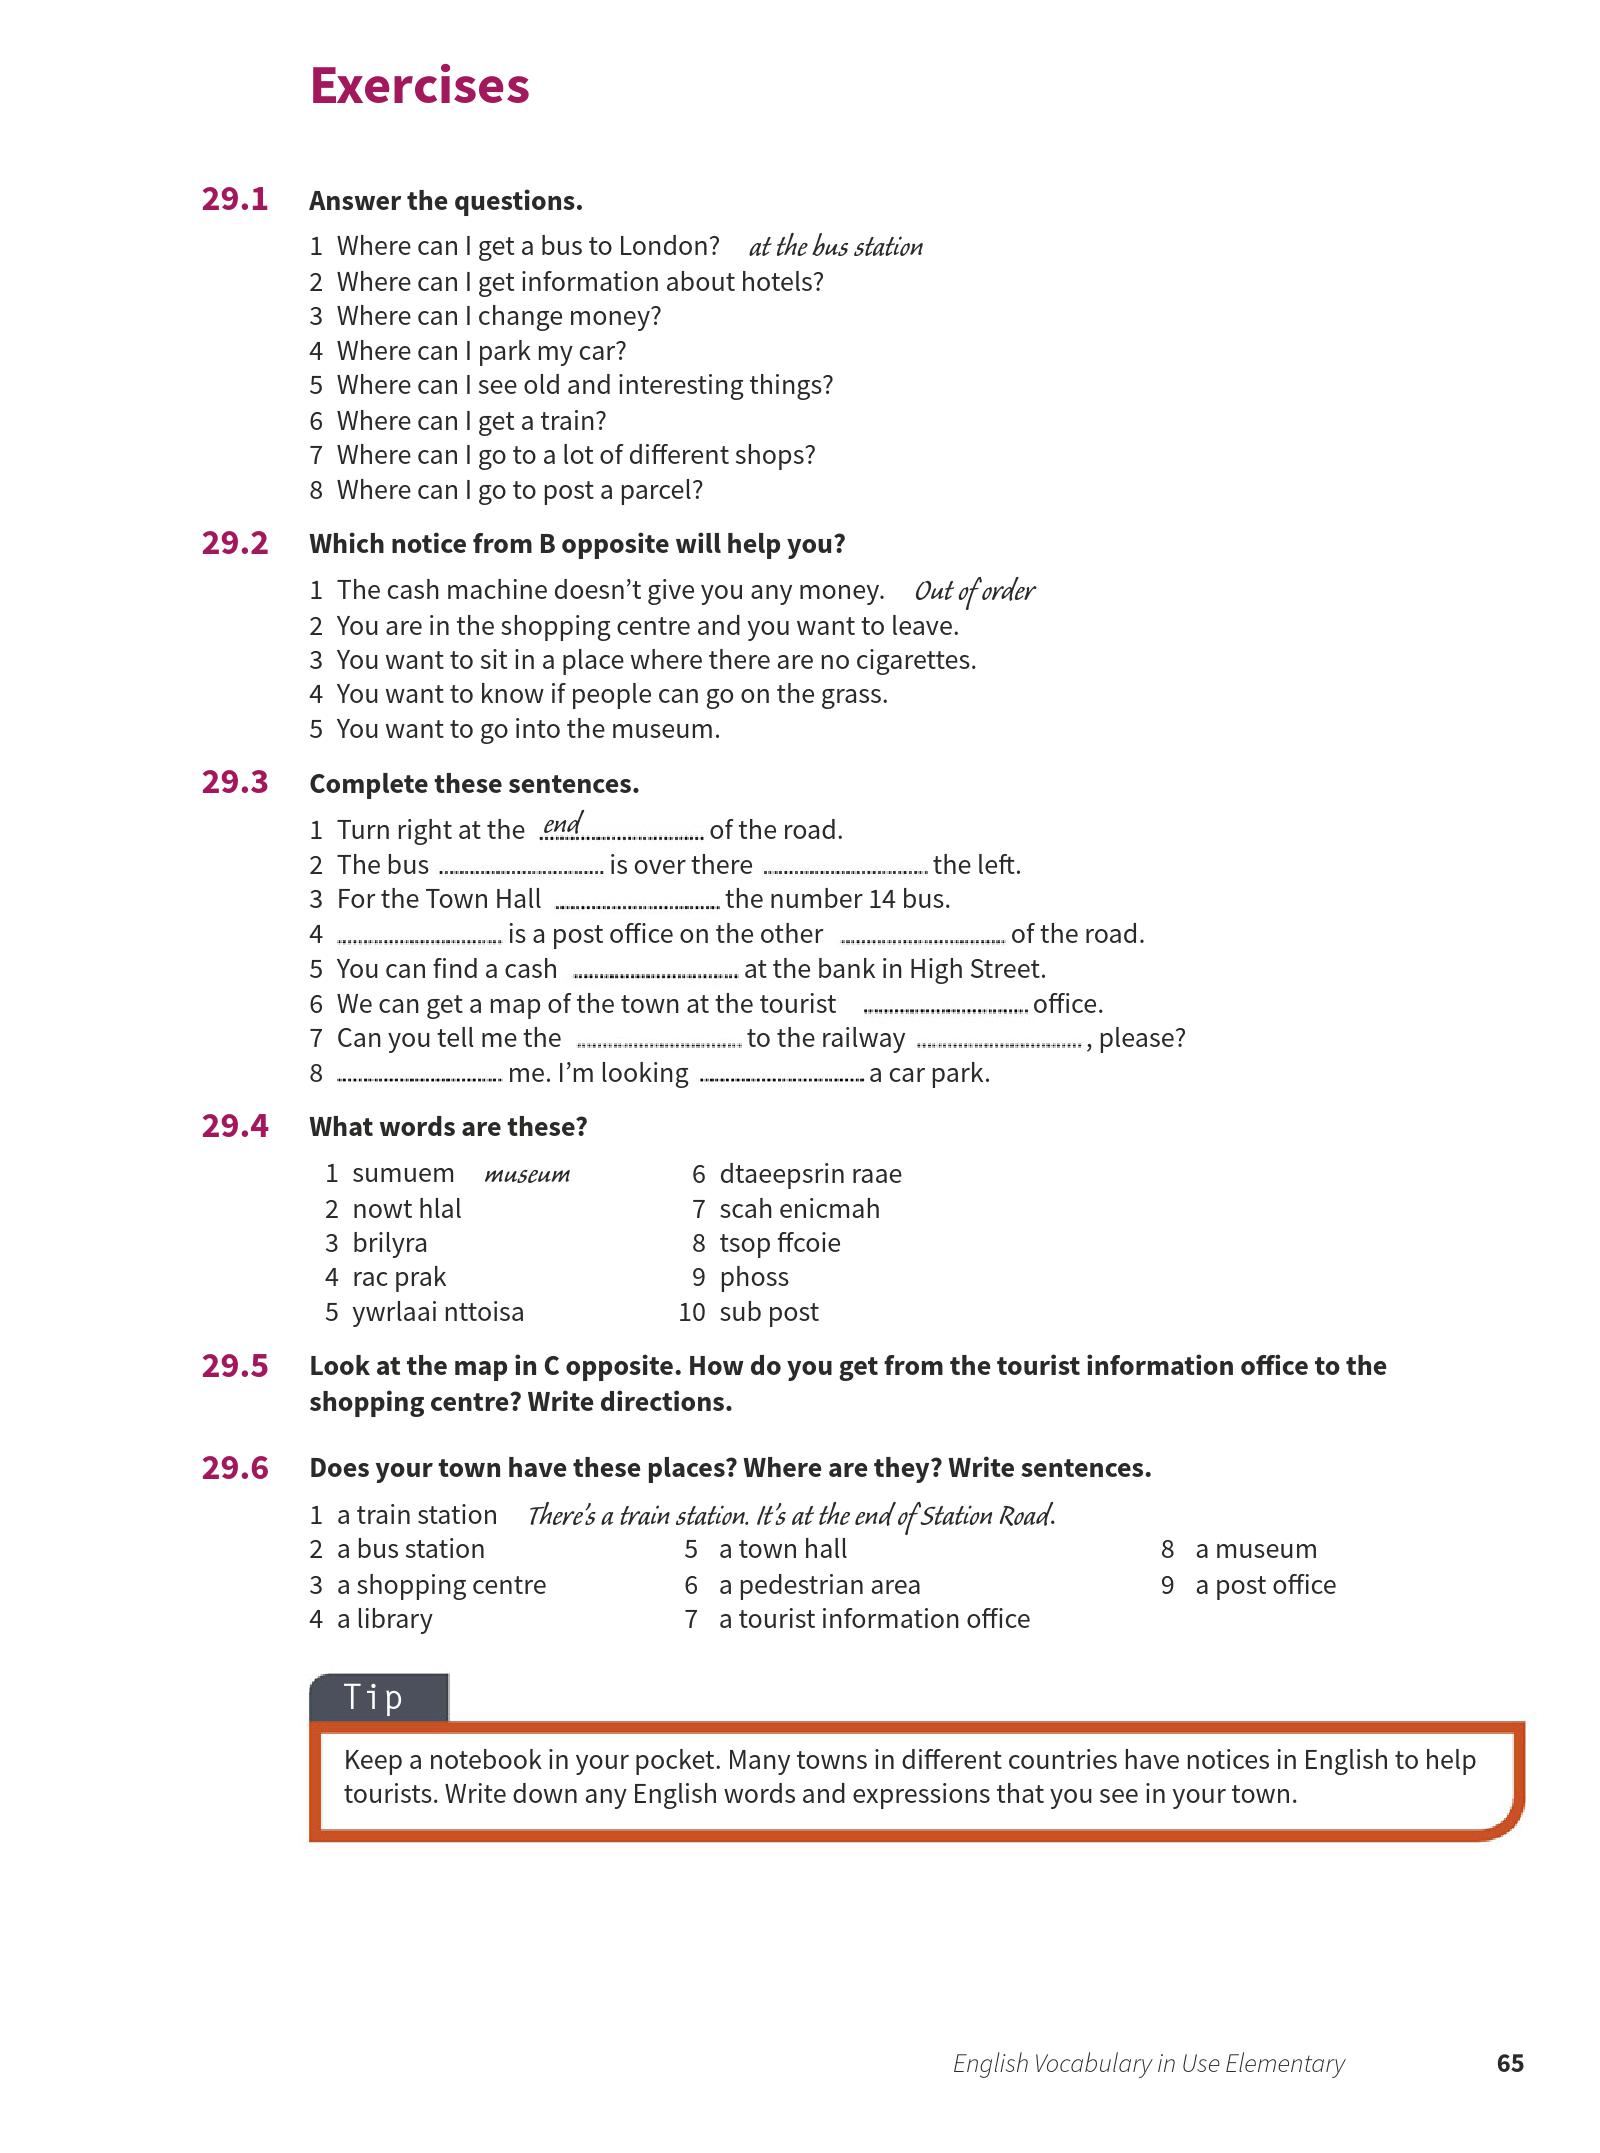 Exercises
29.1 Answer the questions.
1 Where can I get a bus to London? at the bus station
2 Where can I get information about hotels?
3 Where can I change money?
4 Where can I park my car?
5 Where can I see old and interesting things?
6 Where can I get a train?
7 Where can I go to a lot of different shops?
8 Where can I go to post a parcel?
29.2 Which notice from B opposite will help you?
1 The cash machine doesn't give you any money. Out of order
2 You are in the shopping centre and you want to leave.
3 You want to sit in a place where there are no cigarettes.
4 You want to know if people can go on the grass.
5 You want to go into the museum.
29.3 Complete these sentences.
1 Turn right at the end of the road.
2 The bus .......... is over there .......... the left.
3 For the Town Hall .......... the number 14 bus.
4 .......... is a post office on the other .......... of the road.
5 You can find a cash .......... at the bank in High Street.
6 We can get a map of the town at the tourist .......... office.
7 Can you tell me the .......... to the railway .........., please?
8 .......... me. I'm looking .......... a car park.
29.4 What words are these?
1 sumuem museum 6 dtaeepsrin raae
2 nowt hlal 7 scah enicmah
3 brilyra 8 tsop ffcoie
4 rac prak 9 phoss
5 ywrlaai nttoisa 10 sub post
29.5 Look at the map in C opposite. How do you get from the tourist information office to the
shopping centre? Write directions.
29.6 Does your town have these places? Where are they? Write sentences.
1 a train station There's a train station. It's at the end of Station Road.
2 a bus station 5 a town hall 8 a museum
3 a shopping centre 6 a pedestrian area 9 a post office
4 a library 7 a tourist information office
Tip
Keep a notebook in your pocket. Many towns in different countries have notices in English to help
tourists. Write down any English words and expressions that you see in your town.
English Vocabulary in Use Elementary 65